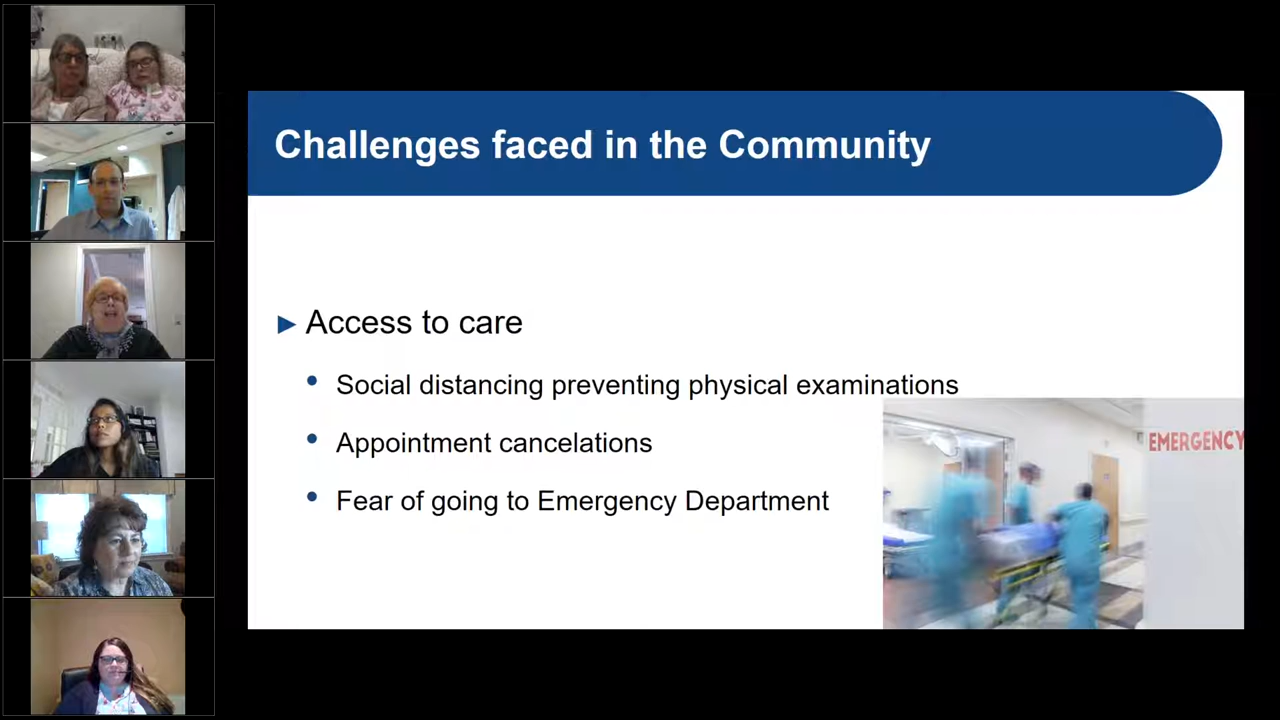 Challenges faced in the Community
Access to care
Social distancing preventing physical examinations
Appointment cancelations
Fear of going to Emergency Department
EMERGENCY